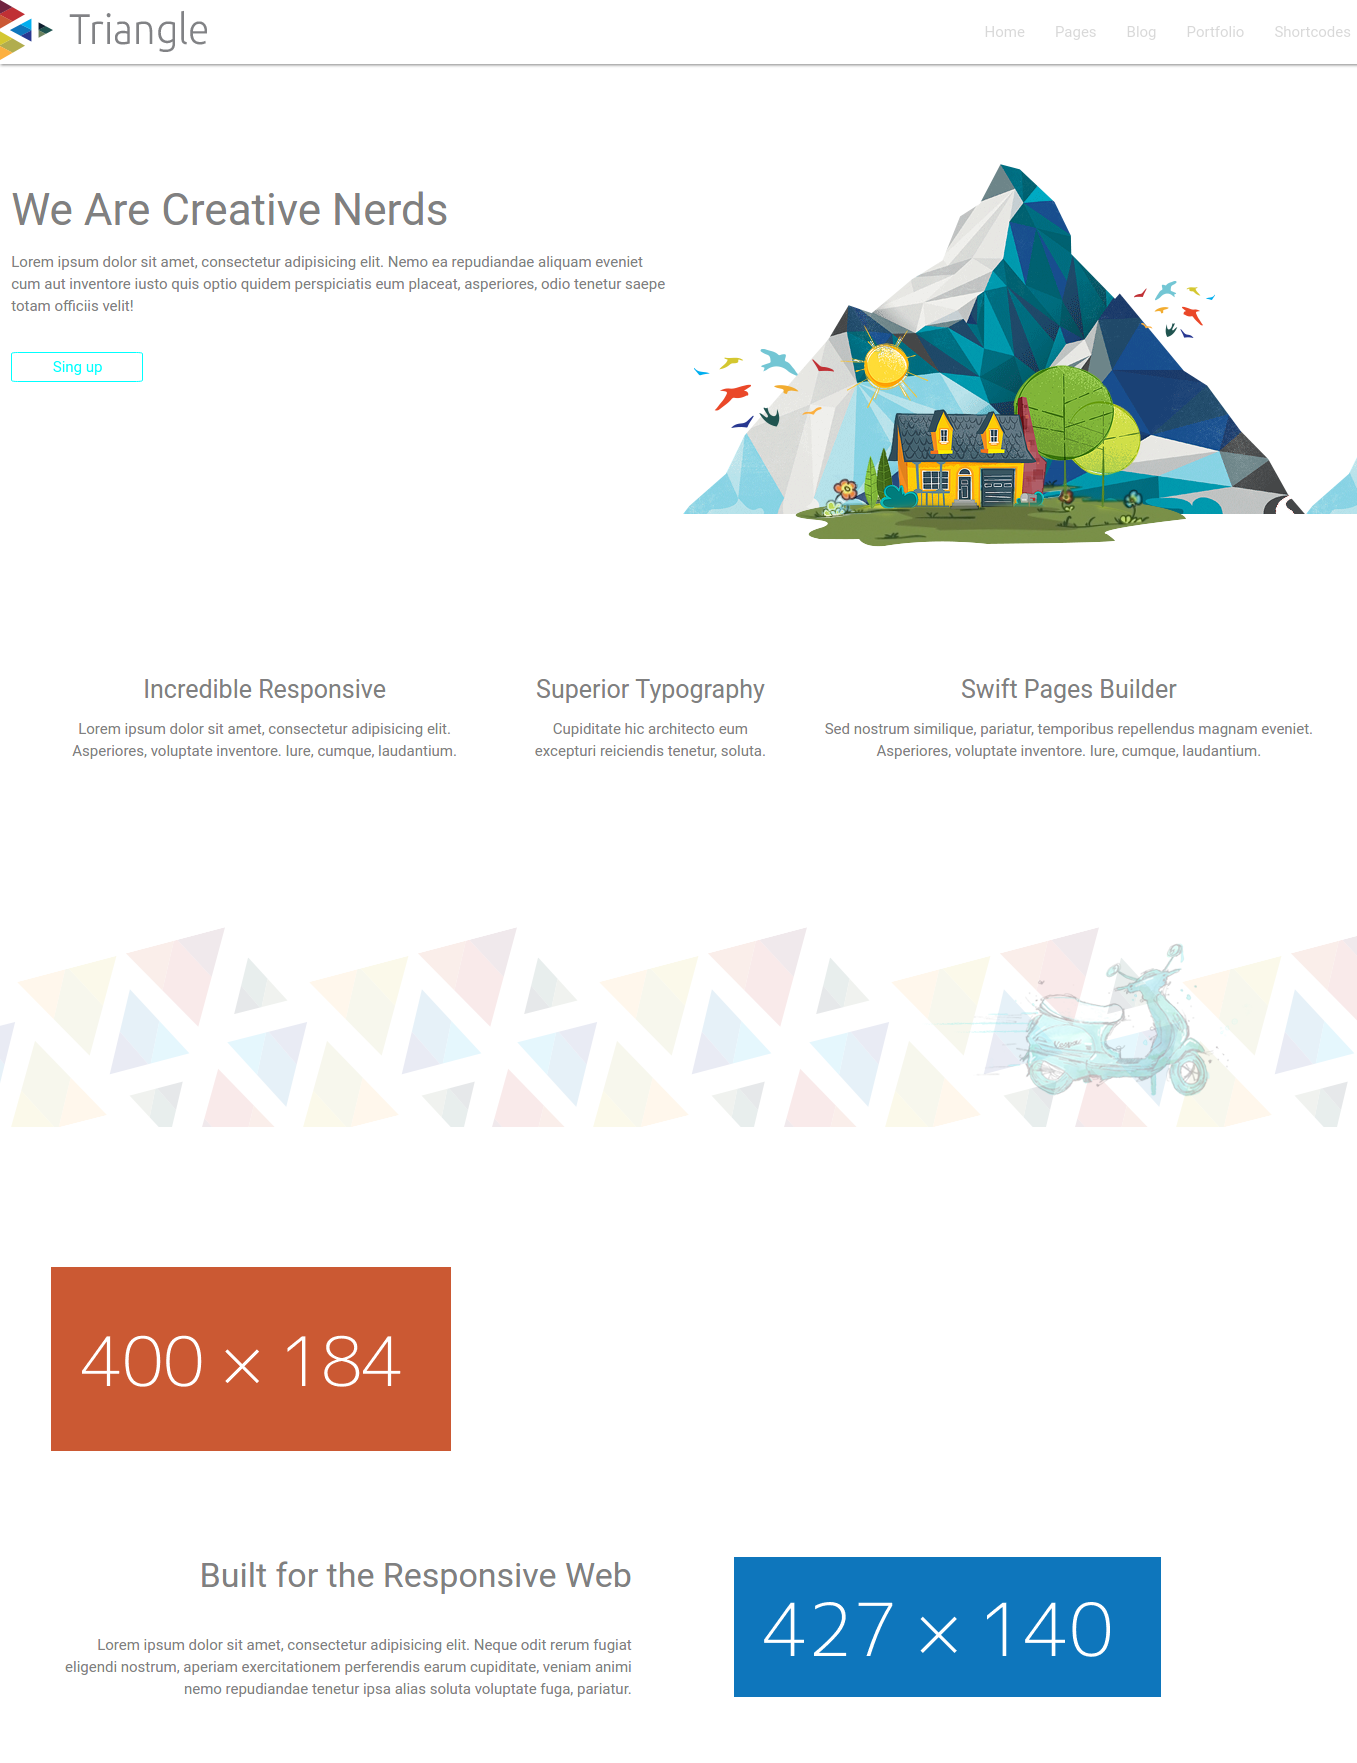 Triangle
Home Pages Blog Portfolio Shortcodes
We Are Creative Nerds
Lorem ipsum dolor sit amet, consectetur adipisicing elit. Nemo ea repudiandae aliquam eveniet
cum aut inventore iusto quis optio quidem perspiciatis eum placeat, asperiores, odio tenetur saepe
totam officiis velit!
Sing up
Incredible Responsive
Lorem ipsum dolor sit amet, consectetur adipisicing elit.
Asperiores, voluptate inventore. Iure, cumque, laudantium.
Superior Typography
Cupiditate hic architecto eum
excepturi reiciendis tenetur, soluta.
Swift Pages Builder
Sed nostrum similique, pariatur, temporibus repellendus magnam eveniet.
Asperiores, voluptate inventore. Iure, cumque, laudantium.
400 × 184
Built for the Responsive Web
Lorem ipsum dolor sit amet, consectetur adipisicing elit. Neque odit rerum fugiat
eligendi nostrum, aperiam exercitationem perferendis earum cupiditate, veniam animi
nemo repudiandae tenetur ipsa alias soluta voluptate fuga, pariatur.
427 × 140